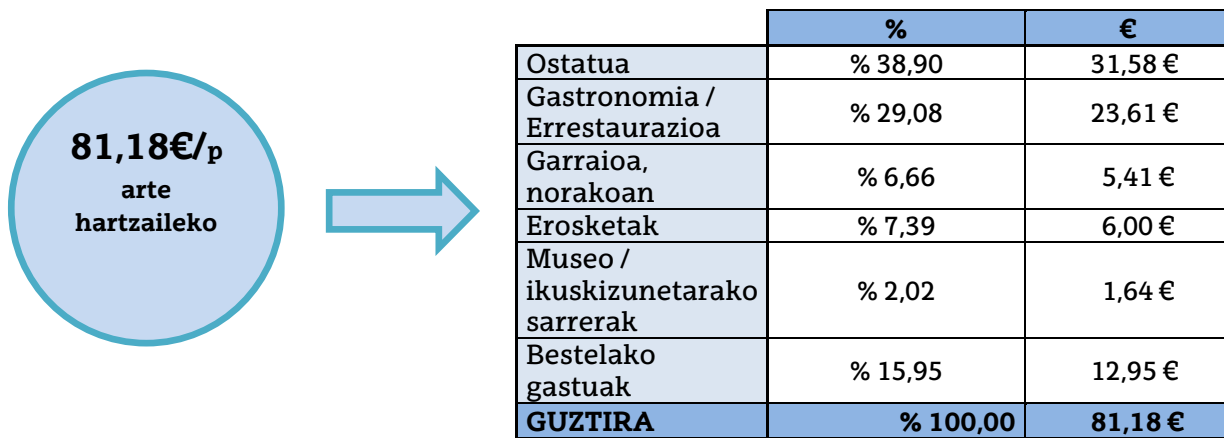 81,18€/p
arte
hartzaileko
% €
Ostatua % 38,90 31,58 €
Gastronomia /
Errestaurazioa % 29,08 23,61 €
Garraioa,
norakoan % 6,66 5,41 €
Erosketak % 7,39 6,00 €
Museo /
ikuskizunetarako % 2,02 1,64 €
sarrerak
Bestelako
gastuak % 15,95 12,95 €
GUZTIRA % 100,00 81,18 €